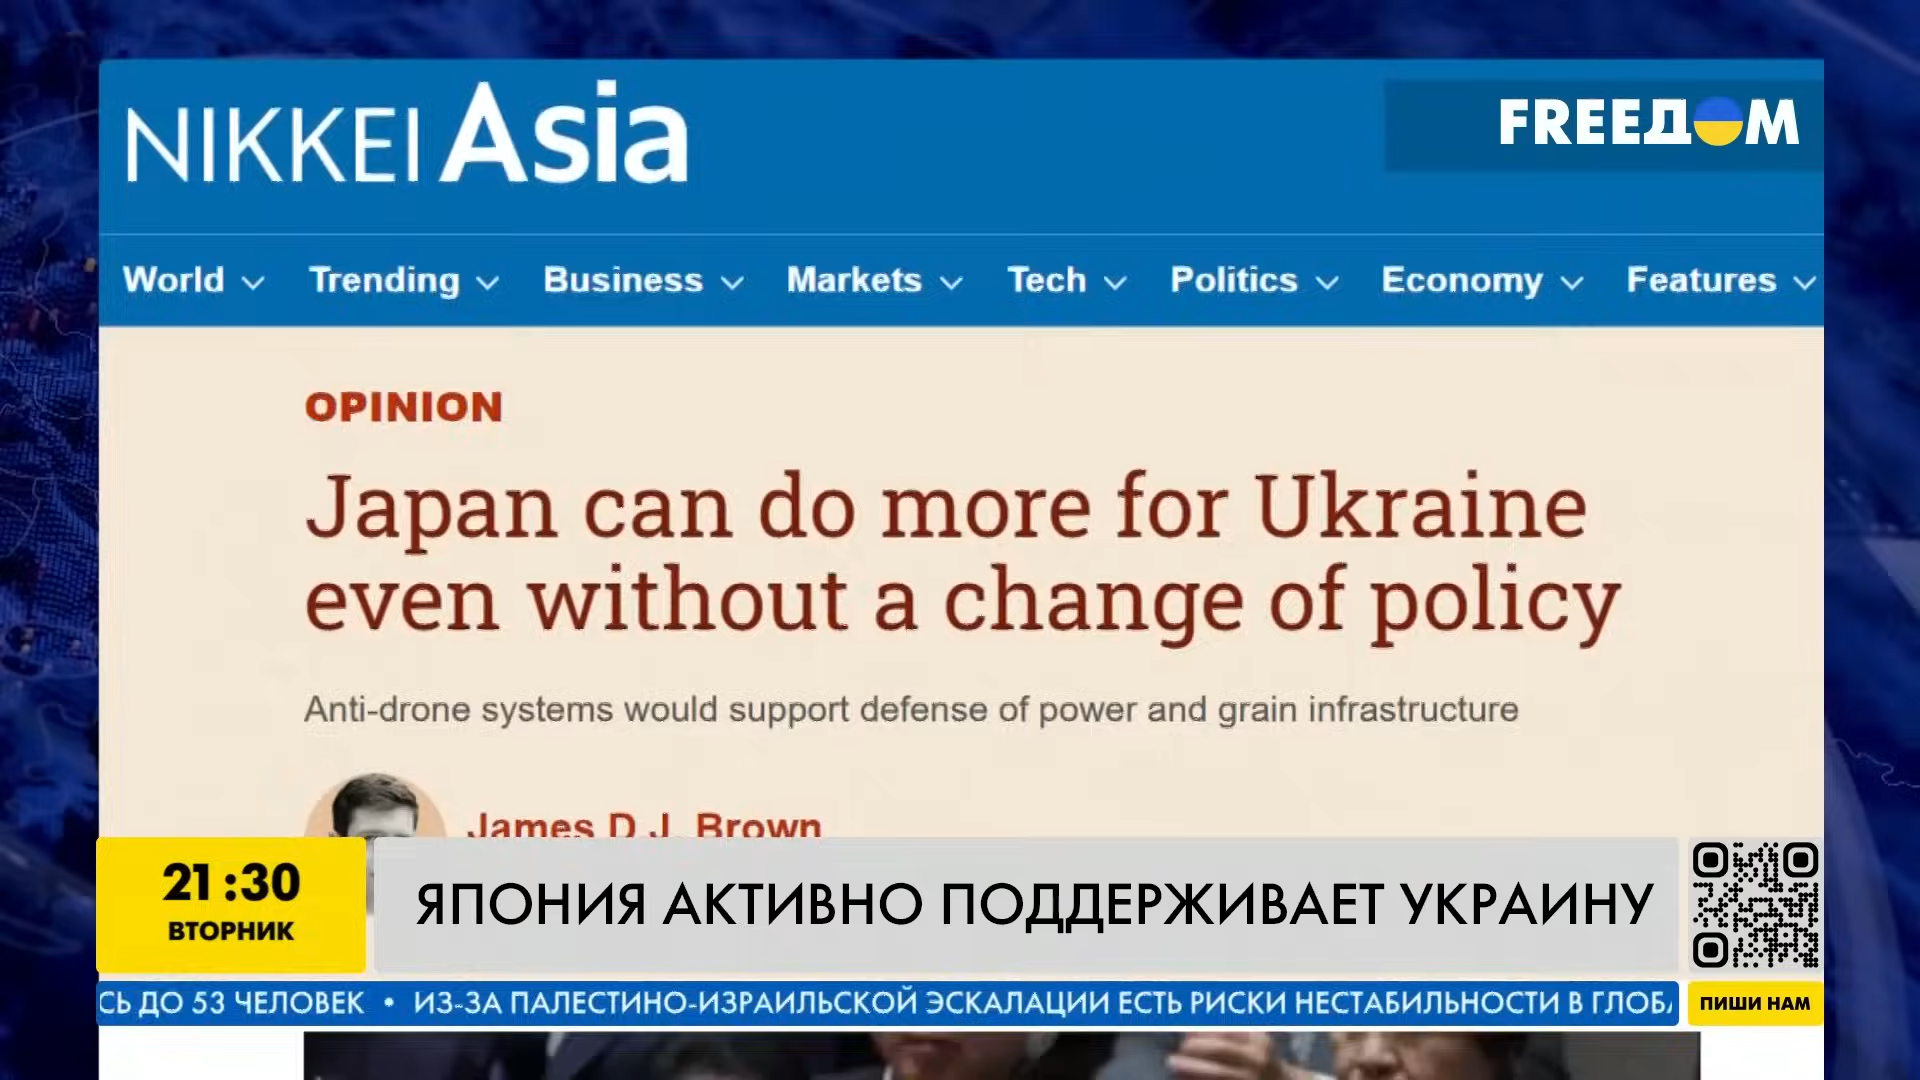 NIKKEI Asia
FREEДОМ
World Trending Business Markets Tech Politics Economy Features
OPINION
Japan can do more for Ukraine
even without a change of policy
Anti-drone systems would support defense of power and grain infrastructure
James D.J. Brown
21:30
ВТОРНИК
ЯПОНИЯ АКТИВНО ПОДДЕРЖИВАЕТ УКРАИНУ
СЬ ДО 53 ЧЕЛОВЕК • ИЗ-ЗА ПАЛЕСТИНО-ИЗРАИЛЬСКОЙ ЭСКАЛАЦИИ ЕСТЬ РИСКИ НЕСТАБИЛЬНОСТИ В ГЛОБА
ПИШИ НАМ